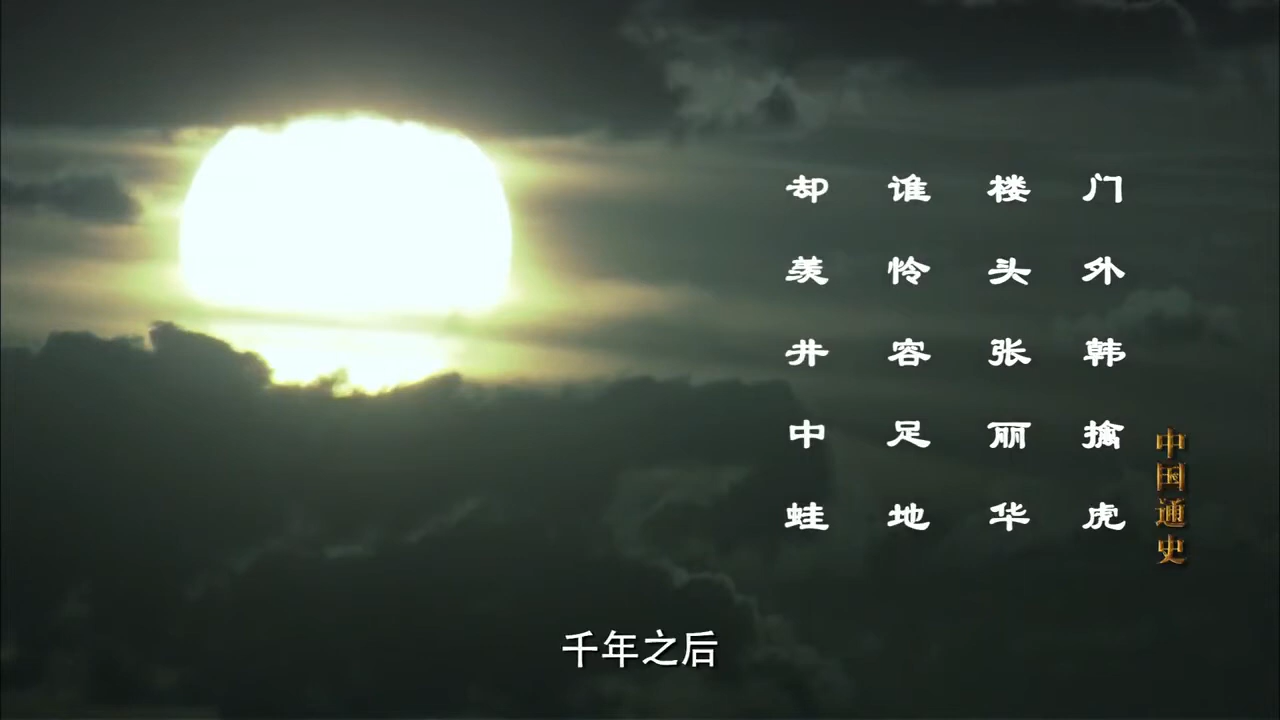 门外韩擒虎
楼头张丽华
谁怜容足地
却羡井中蛙
中国通史
千年之后